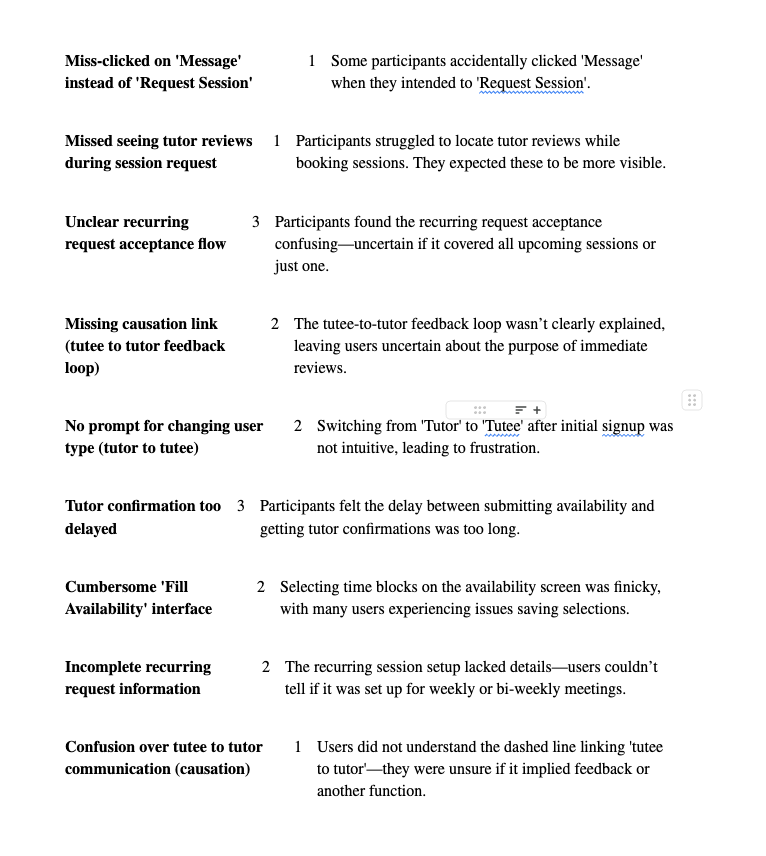 Miss-clicked on 'Message' 1 Some participants accidentally clicked 'Message'
instead of 'Request Session' when they intended to 'Request Session'.
Missed seeing tutor reviews 1 Participants struggled to locate tutor reviews while
during session request booking sessions. They expected these to be more visible.
Unclear recurring 3 Participants found the recurring request acceptance
request acceptance flow confusing—uncertain if it covered all upcoming sessions or
just one.
Missing causation link 2 The tutee-to-tutor feedback loop wasn’t clearly explained,
(tutee to tutor feedback leaving users uncertain about the purpose of immediate
loop) reviews.
No prompt for changing user 2 Switching from 'Tutor' to 'Tutee' after initial signup was
type (tutor to tutee) not intuitive, leading to frustration.
Tutor confirmation too 3 Participants felt the delay between submitting availability and
delayed getting tutor confirmations was too long.
Cumbersome 'Fill 2 Selecting time blocks on the availability screen was finicky,
Availability' interface with many users experiencing issues saving selections.
Incomplete recurring 2 The recurring session setup lacked details—users couldn’t
request information tell if it was set up for weekly or bi-weekly meetings.
Confusion over tutee to tutor 1 Users did not understand the dashed line linking 'tutee
communication (causation) to tutor'—they were unsure if it implied feedback or
another function.